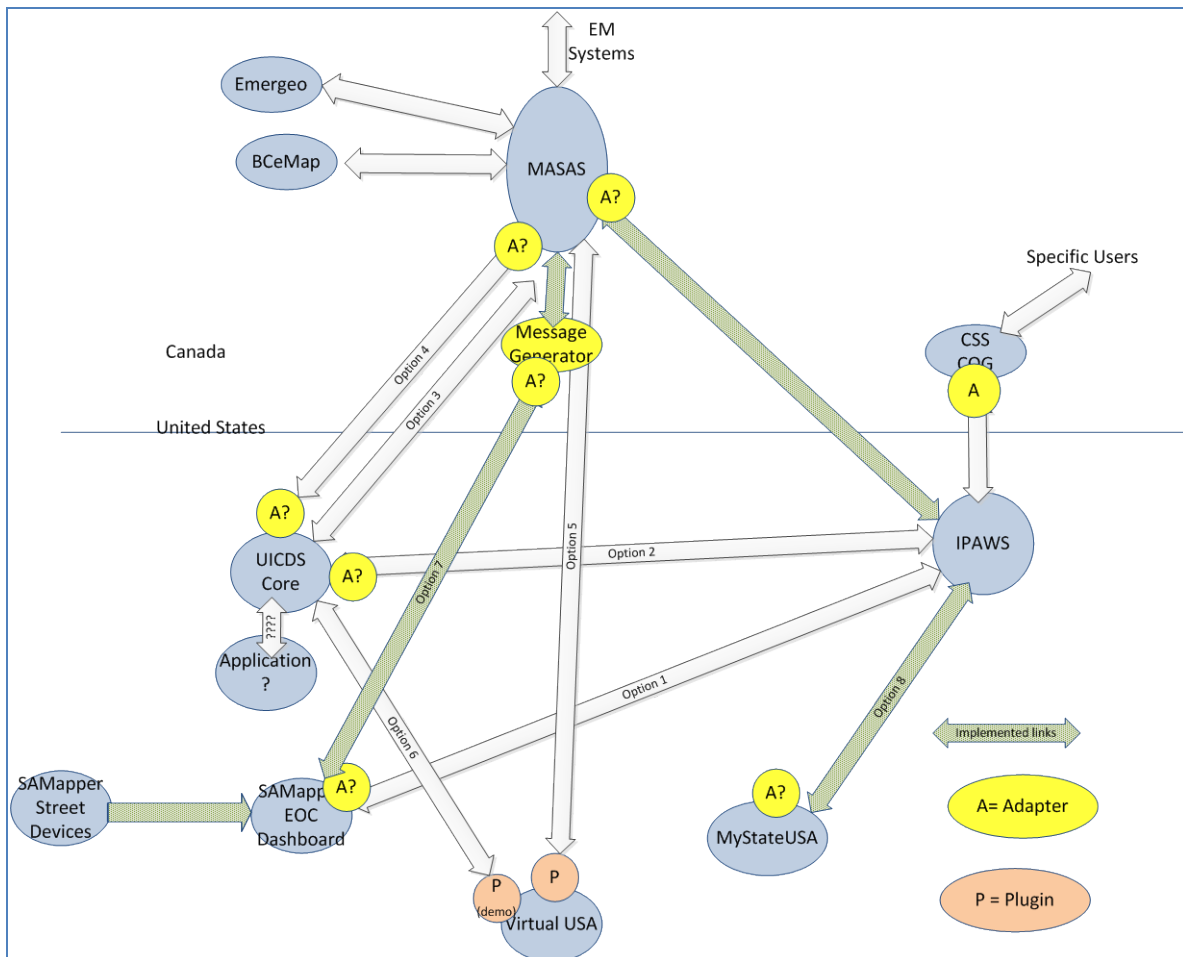 EM
Systems
Emergeo
BCeMap
MASAS
A?
A?
Specific Users
Message
Generator
CSS
COG
Canada
Option 4
Option 3
A?
A
United States
A?
Option 5
IPAWS
UICDS
Core
A?
Option 2
Option 7
????
Application
?
Option 1
Option 8
Option 6
Implemented links
SAMapper
Street
Devices
SAMapper
EOC
Dashboard
A?
A?
MyStateUSA
A= Adapter
P
(demo)
P
Virtual USA
P = Plugin